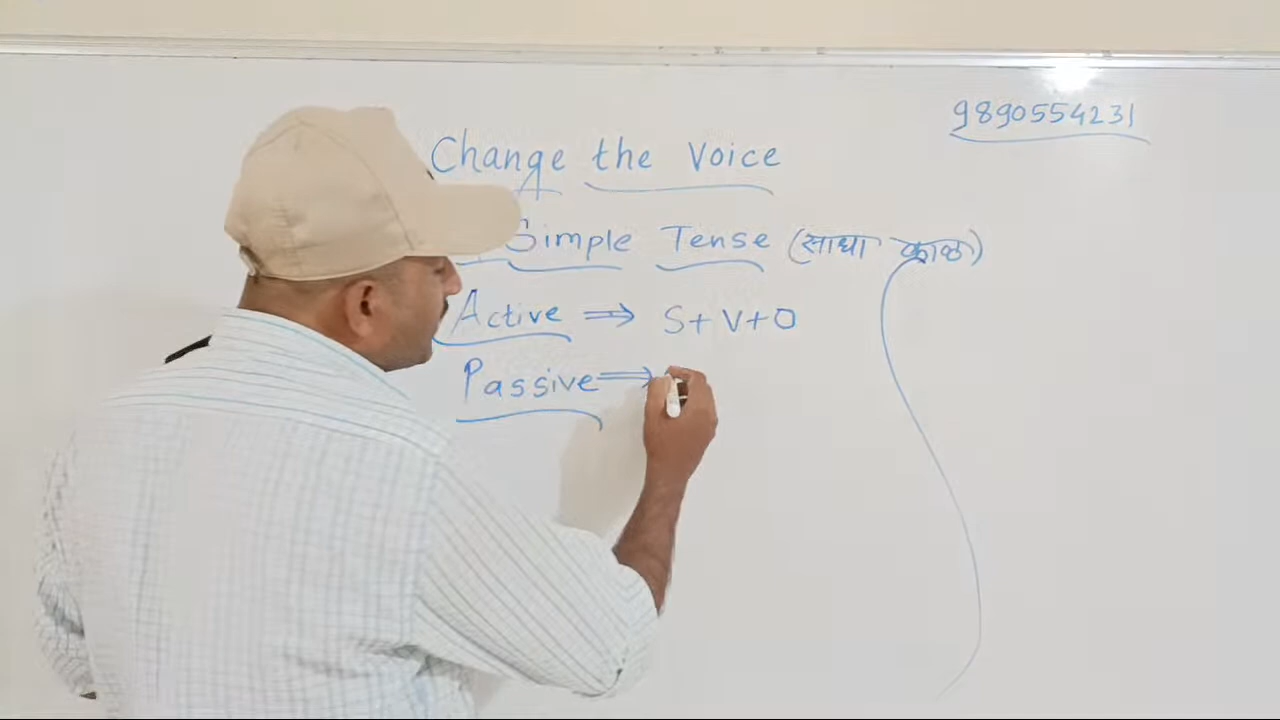 9890554231
Change the Voice
Simple Tense (साधा काळ)
Active ⇒ S+V+O
Passive ⇒